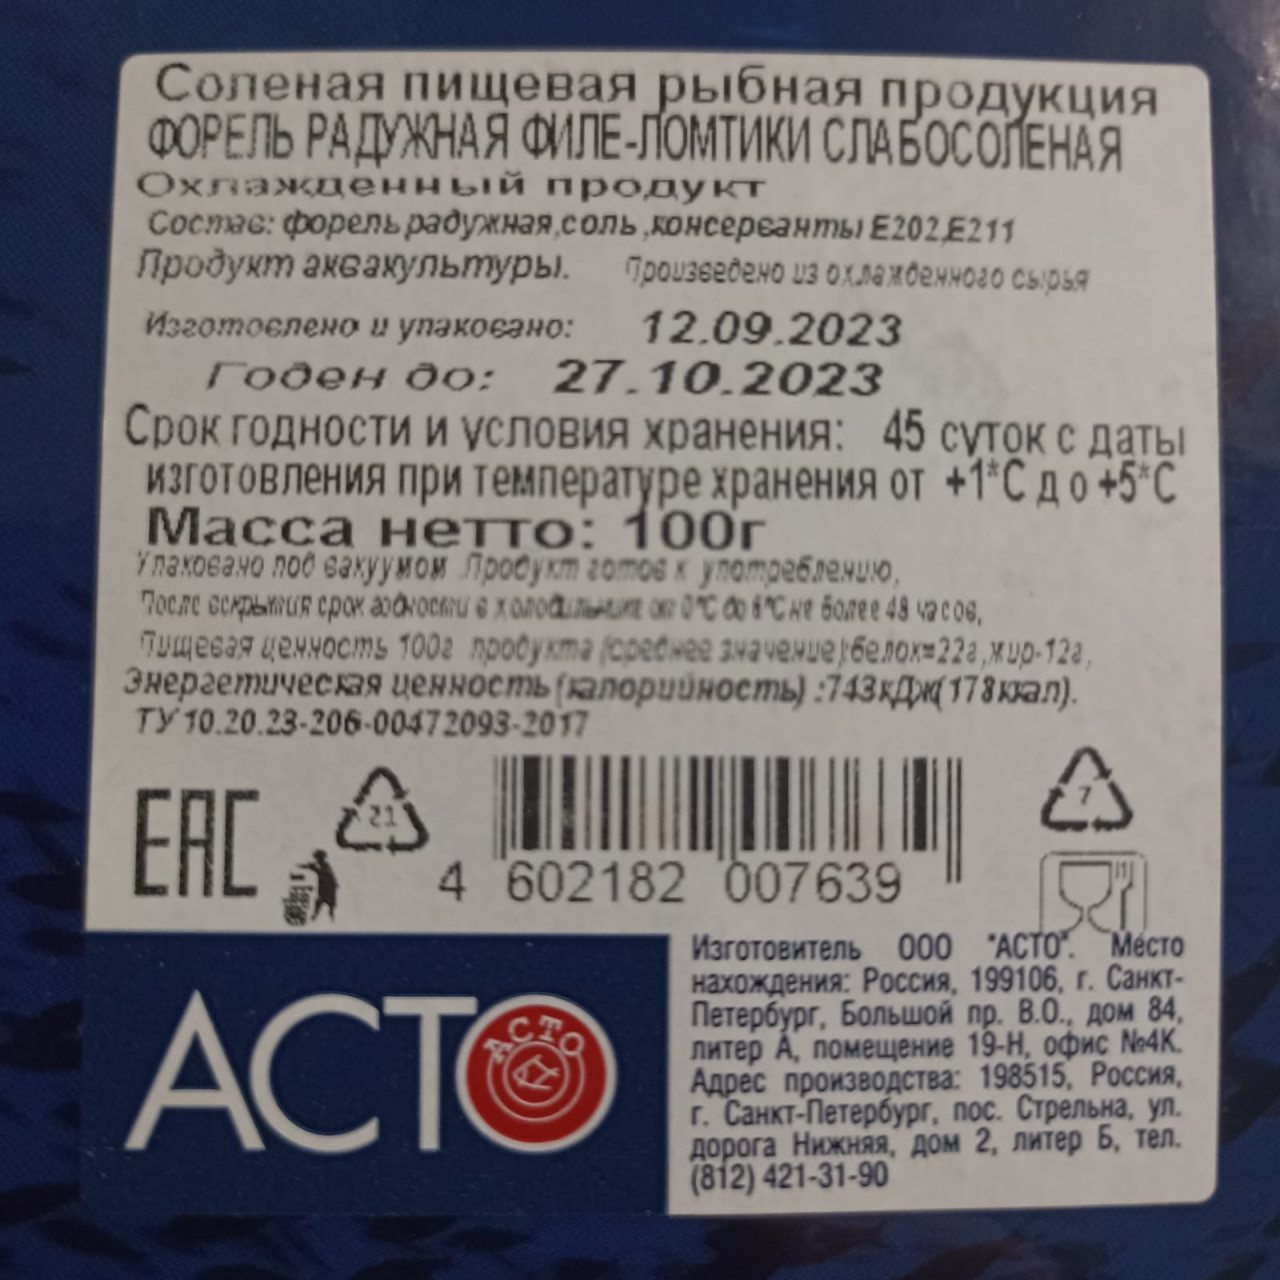 Соленая пищевая рыбная продукция
ФОРЕЛЬ РАДУЖНАЯ ФИЛЕ-ЛОМТИКИ СЛАБОСОЛЕНАЯ
Охлажденный продукт
Состав: форель радужная,соль ,консерванты Е202,Е211
Продукт аквакультуры. Произведено из охлажденного сырья
Изготовлено и упаковано: 12.09.2023
Годен до: 27.10.2023
Срок годности и условия хранения: 45 суток с даты
изготовления при температуре хранения от +1*С до +5*С
Масса нетто: 100г
Упаковано под вакуумом .Продукт готов к употреблению,
После вскрытия срок годности в холодильнике от 0°С до 6°С не более 48 часов,
Пищевая ценность 100г продукта (среднее значение):белок=22г,жир-12г,
Энергетическая ценность (калорийность) :743кДж(178ккал).
ТУ 10.20.23-206-00472093-2017
ЕАС 21 7
4 602182 007639
АСТО
АСТО
Изготовитель ООО "АСТО". Место
нахождения: Россия, 199106, г. Санкт-
Петербург, Большой пр. В.О., дом 84,
литер А, помещение 19-Н, офис №4К.
Адрес производства: 198515, Россия,
г. Санкт-Петербург, пос. Стрельна, ул.
дорога Нижняя, дом 2, литер Б, тел.
(812) 421-31-90